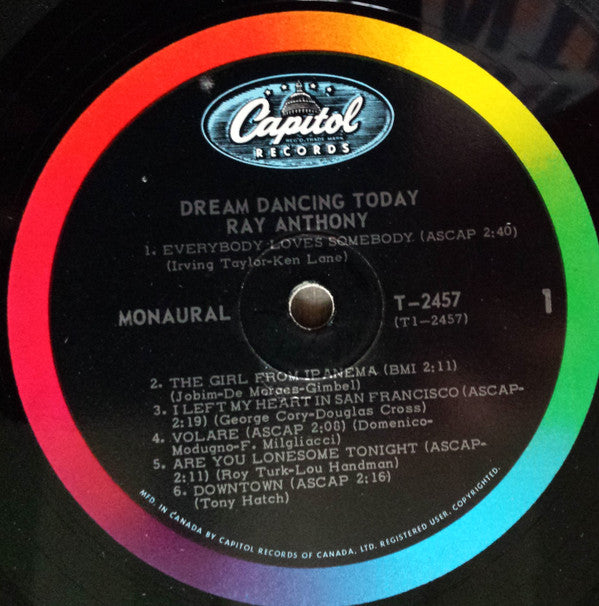 Capitol
REG'D. TRADE MARK
RECORDS
DREAM DANCING TODAY
RAY ANTHONY
1. EVERYBODY LOVES SOMEBODY (ASCAP 2:40)
(Irving Taylor-Ken Lane)
MONAURAL
T-2457
(T1-2457)
1
2. THE GIRL FROM IPANEMA (BMI 2:11)
(Jobim-De Moraes-Gimbel)
3. I LEFT MY HEART IN SAN FRANCISCO (ASCAP-
2:19) (George Cory-Douglas Cross)
4. VOLARE (ASCAP 2:08) (Domenico-
Modugno-F. Milgliacci)
5. ARE YOU LONESOME TONIGHT (ASCAP-
2:11) (Roy Turk-Lou Handman)
6. DOWNTOWN (ASCAP 2:16)
(Tony Hatch)
MFD. IN CANADA BY CAPITOL RECORDS OF CANADA, LTD. REGISTERED USER. COPYRIGHTED.